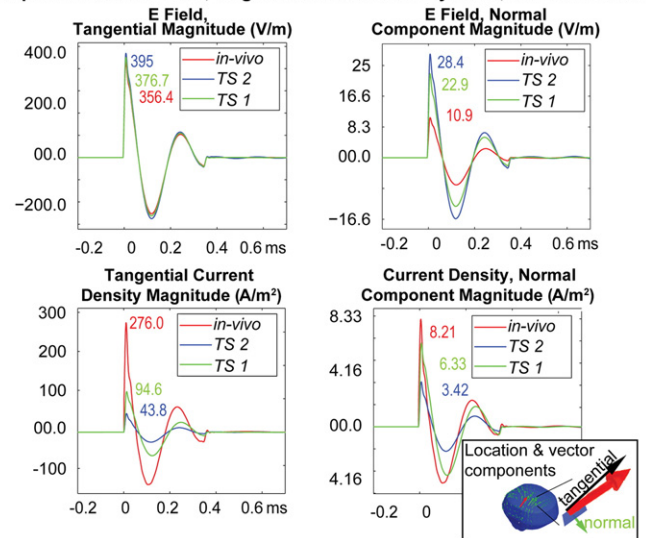 E Field,
Tangential Magnitude (V/m)
400.0
200.0
00.0
−200.0
395
376.7
356.4
in-vivo
TS 2
TS 1
-0.2 0 0.2 0.6 ms
E Field, Normal
Component Magnitude (V/m)
25
16.6
8.3
00.0
−16.6
28.4
22.9
10.9
in-vivo
TS 2
TS 1
-0.2 0 0.2 0.6 ms
Tangential Current
Density Magnitude (A/m²)
300
200
100
00.0
-100
276.0
94.6
43.8
in-vivo
TS 2
TS 1
-0.2 0 0.2 0.6 ms
Current Density, Normal
Component Magnitude (A/m²)
8.33
4.16
00.0
4.16
8.21
6.33
3.42
in-vivo
TS 2
TS 1
-0.2 0
Location & vector
components
tangential
normal